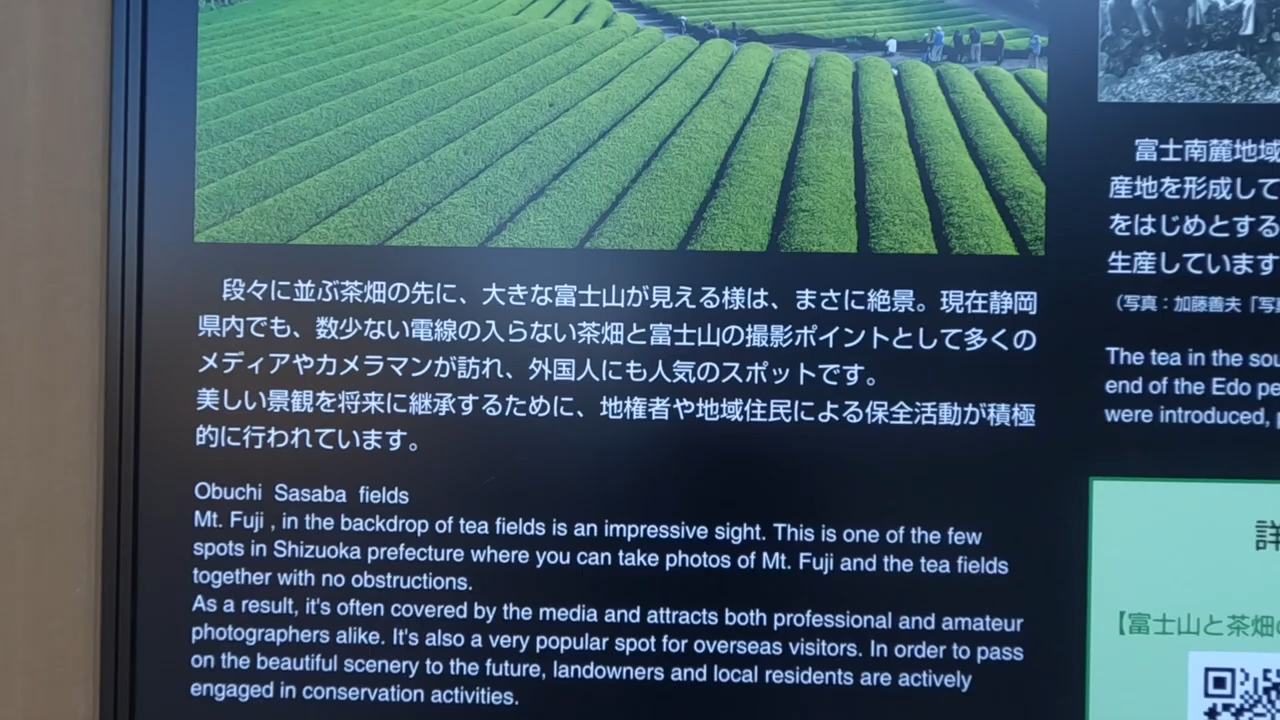 段々に並ぶ茶畑の先に、大きな富士山が見える様は、まさに絶景。現在静岡
県内でも、数少ない電線の入らない茶畑と富士山の撮影ポイントとして多くの
メディアやカメラマンが訪れ、外国人にも人気のスポットです。
美しい景観を将来に継承するために、地権者や地域住民による保全活動が積極
的に行われています。
Obuchi Sasaba fields
Mt. Fuji , in the backdrop of tea fields is an impressive sight. This is one of the few
spots in Shizuoka prefecture where you can take photos of Mt. Fuji and the tea fields
together with no obstructions.
As a result, it's often covered by the media and attracts both professional and amateur
photographers alike. It's also a very popular spot for overseas visitors. In order to pass
on the beautiful scenery to the future, landowners and local residents are actively
engaged in conservation activities.
富士南麓地域
産地を形成して
をはじめとする
生産しています
(写真：加藤善夫「写
The tea in the sou
end of the Edo pe
were introduced,
詳
【富士山と茶畑